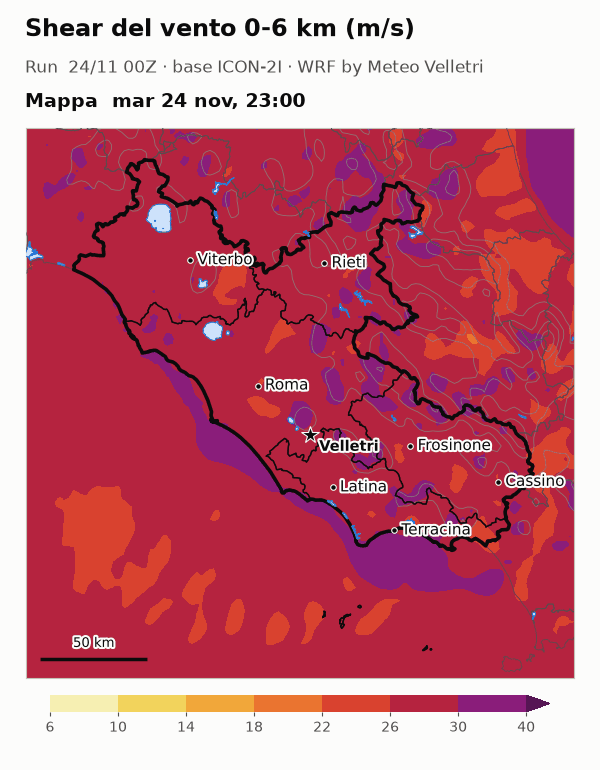 Shear del vento 0-6 km (m/s)
Run  24/11 00Z · base ICON-2I · WRF by Meteo Velletri
Mappa  mar 24 nov, 23:00
Viterbo
Rieti
Roma
Velletri
Frosinone
Cassino
Latina
Terracina
50 km
6 10 14 18 22 26 30 40